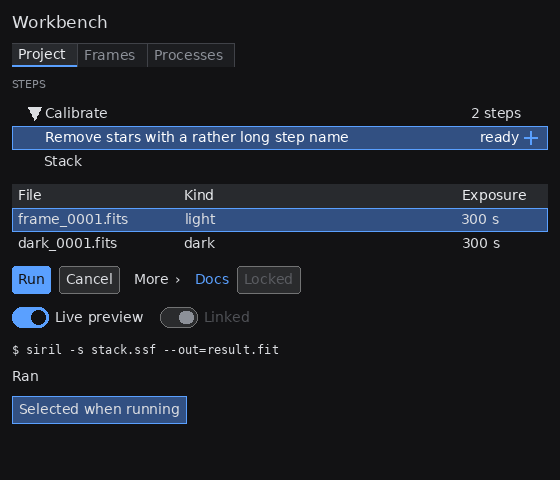 Workbench
Project Frames Processes
STEPS
Calibrate 2 steps
Remove stars with a rather long step name ready
Stack
File Kind Exposure
frame_0001.fits light 300 s
dark_0001.fits dark 300 s
Run Cancel More › Docs Locked
Live preview Linked
$ siril -s stack.ssf --out=result.fit
Ran
Selected when running